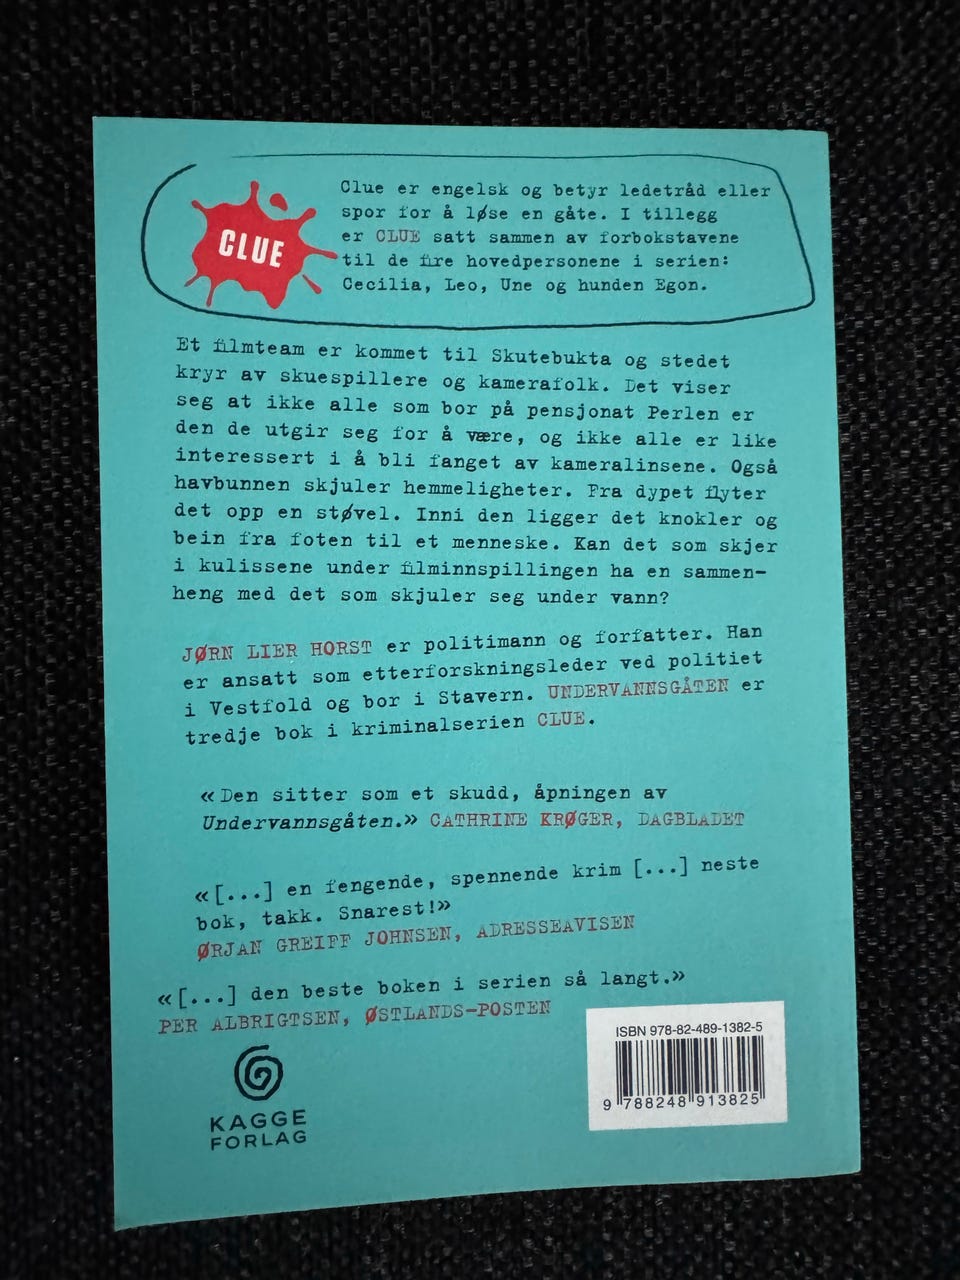 CLUE
Clue er engelsk og betyr ledetråd eller
spor for å løse en gåte. I tillegg
er CLUE satt sammen av forbokstavene
til de fire hovedpersonene i serien:
Cecilia, Leo, Une og hunden Egon.
Et filmteam er kommet til Skutebukta og stedet
kryr av skuespillere og kamerafolk. Det viser
seg at ikke alle som bor på pensjonat Perlen er
den de utgir seg for å være, og ikke alle er like
interessert i å bli fanget av kameralinsene. Også
havbunnen skjuler hemmeligheter. Fra dypet flyter
det opp en støvel. Inni den ligger det knokler og
bein fra foten til et menneske. Kan det som skjer
i kulissene under filminnspillingen ha en sammen-
heng med det som skjuler seg under vann?
JØRN LIER HORST er politimann og forfatter. Han
er ansatt som etterforskningsleder ved politiet
i Vestfold og bor i Stavern. UNDERVANNSGÅTEN er
tredje bok i kriminalserien CLUE.
«Den sitter som et skudd, åpningen av
Undervannsgåten.» CATHRINE KRØGER, DAGBLADET
«[...] en fengende, spennende krim [...] neste
bok, takk. Snarest!»
ØRJAN GREIFF JOHNSEN, ADRESSEAVISEN
«[...] den beste boken i serien så langt.»
PER ALBRIGTSEN, ØSTLANDS-POSTEN
KAGGE
FORLAG
ISBN 978-82-489-1382-5
9 788248 913825